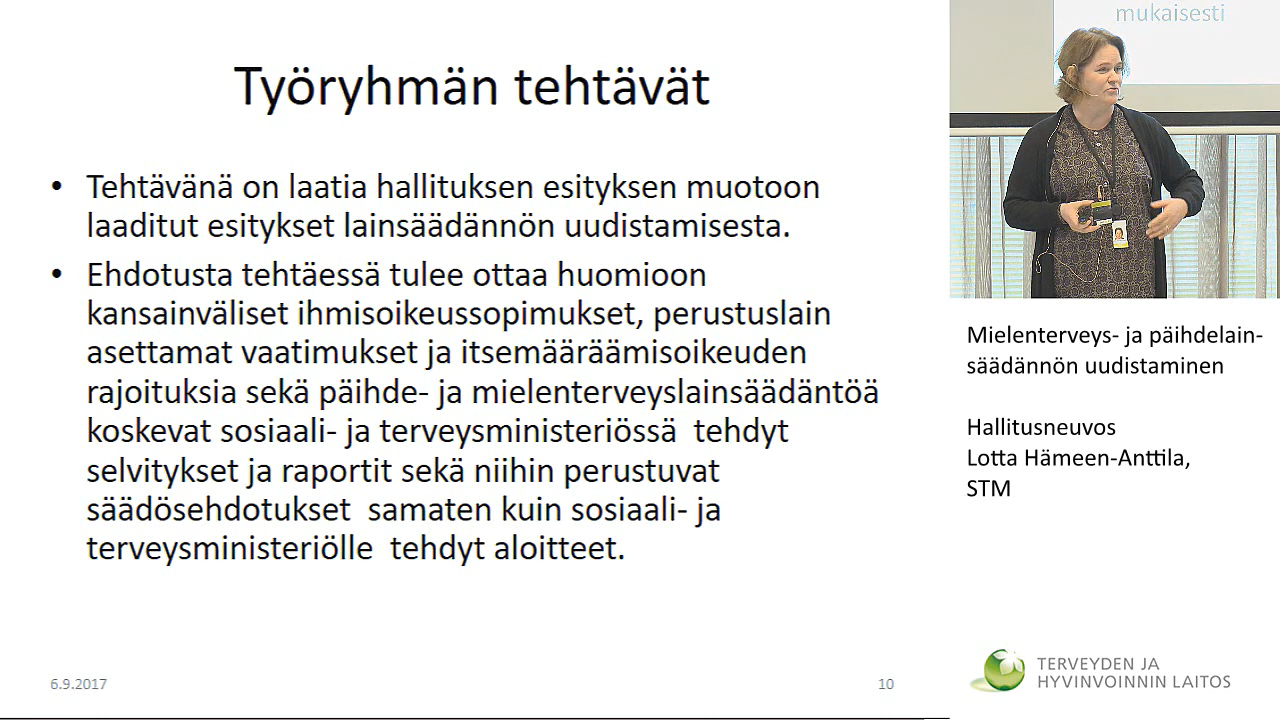 Työryhmän tehtävät
• Tehtävänä on laatia hallituksen esityksen muotoon
laaditut esitykset lainsäädännön uudistamisesta.
• Ehdotusta tehtäessä tulee ottaa huomioon
kansainväliset ihmisoikeussopimukset, perustuslain
asettamat vaatimukset ja itsemääräämisoikeuden
rajoituksia sekä päihde- ja mielenterveyslainsäädäntöä
koskevat sosiaali- ja terveysministeriössä  tehdyt
selvitykset ja raportit sekä niihin perustuvat
säädösehdotukset  samaten kuin sosiaali- ja
terveysministeriölle  tehdyt aloitteet.
6.9.2017
10
mukaisesti
Mielenterveys- ja päihdelain-
säädännön uudistaminen
Hallitusneuvos
Lotta Hämeen-Anttila,
STM
TERVEYDEN JA
HYVINVOINNIN LAITOS